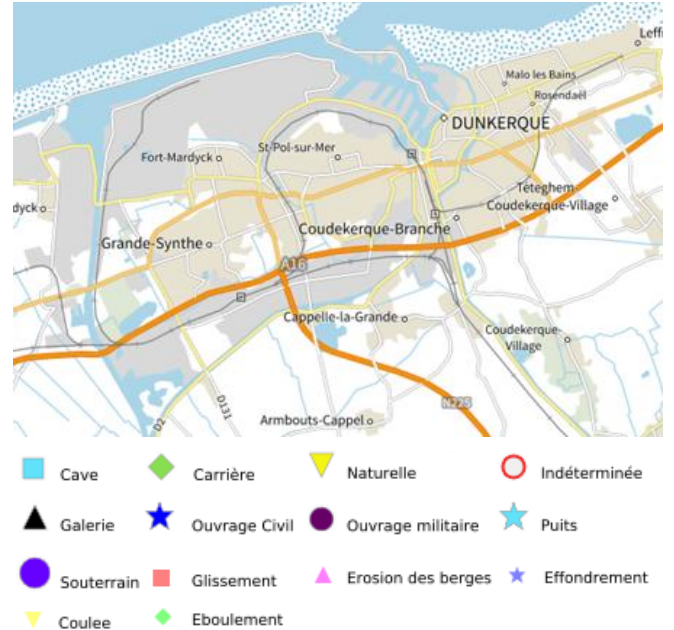 Leffr
Malo les Bains
Rosendaël
DUNKERQUE
St-Pol-sur-Mer
Fort-Mardyck
Téteghem-
Coudekerque-Village
dyck
Coudekerque-Branche
Grande-Synthe
A16
Cappelle-la-Grande
Coudekerque-
Village
D131
N225
D2
Armbouts-Cappel
Cave
Carrière
Naturelle
Indéterminée
Galerie
Ouvrage Civil
Ouvrage militaire
Puits
Souterrain
Glissement
Erosion des berges
Effondrement
Coulee
Eboulement